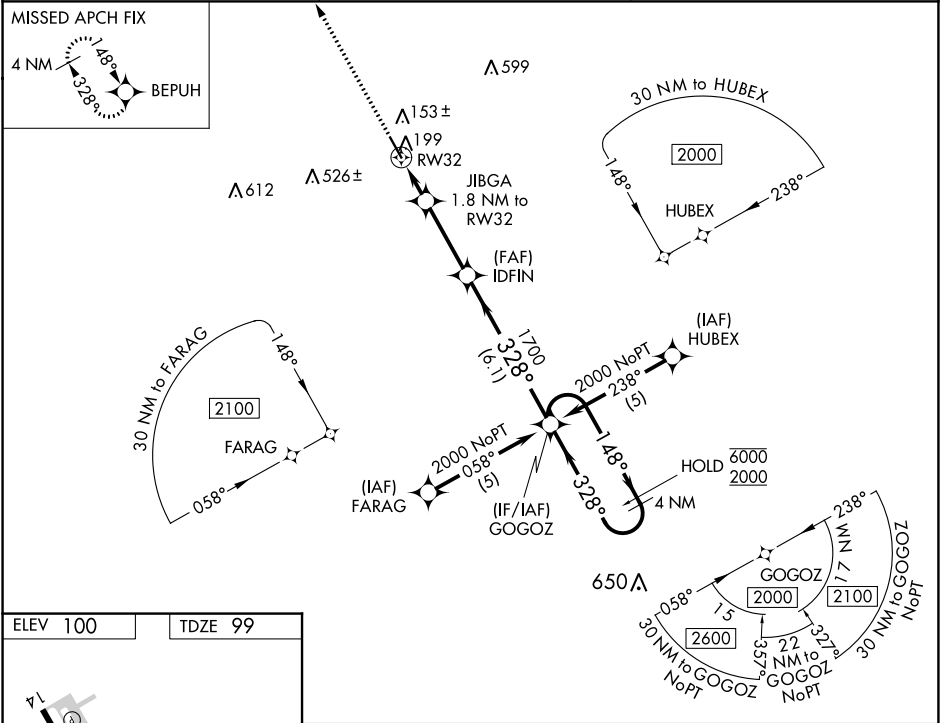 MISSED APCH FIX
4 NM
148°
328°
BEPUH
599
153 ±
199
RW32
612
526 ±
JIBGA
1.8 NM to
RW32
(FAF)
IDFIN
30 NM to HUBEX
2000
148°
238°
HUBEX
30 NM to FARAG
2100
148°
FARAG
058°
1700
328°
(6.1)
(IAF)
HUBEX
2000 NoPT
238°
(5)
2000 NoPT
058°
(5)
(IAF)
FARAG
(IF/IAF)
GOGOZ
148°
328°
HOLD
6000
2000
4 NM
650
058°
238°
GOGOZ
15
17 NM
2000
2100
2600
357°
327°
22
NM to
GOGOZ
NoPT
30 NM to GOGOZ
NoPT
30 NM to GOGOZ
NoPT
ELEV 100
TDZE 99
14
P